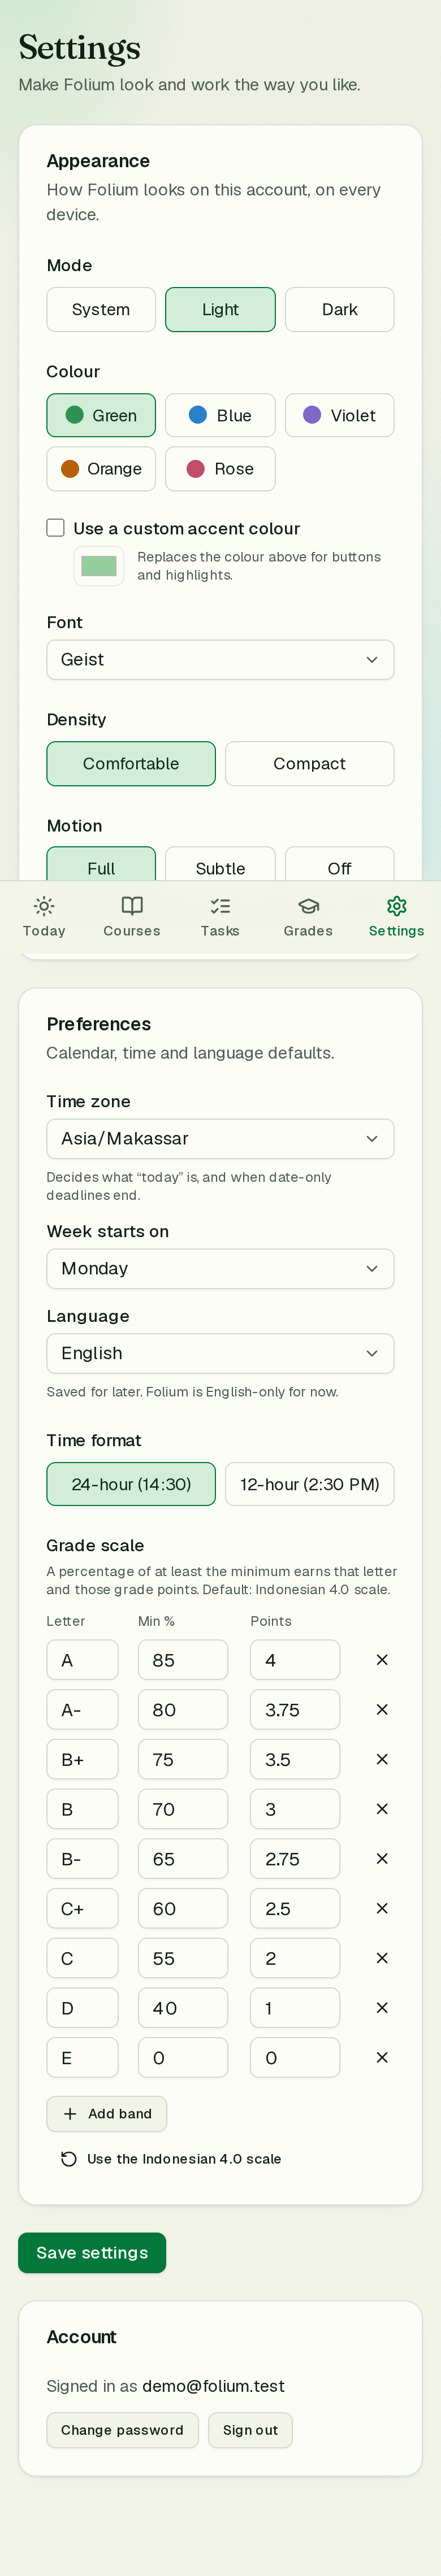 Settings
Make Folium look and work the way you like.
Appearance
How Folium looks on this account, on every
device.
Mode
System Light Dark
Colour
Green Blue Violet
Orange Rose
Use a custom accent colour
Replaces the colour above for buttons
and highlights.
Font
Geist
Density
Comfortable Compact
Motion
Full Subtle Off
Today Courses Tasks Grades Settings
Preferences
Calendar, time and language defaults.
Time zone
Asia/Makassar
Decides what “today” is, and when date-only
deadlines end.
Week starts on
Monday
Language
English
Saved for later. Folium is English-only for now.
Time format
24-hour (14:30) 12-hour (2:30 PM)
Grade scale
A percentage of at least the minimum earns that letter
and those grade points. Default: Indonesian 4.0 scale.
Letter Min % Points
A 85 4
A- 80 3.75
B+ 75 3.5
B 70 3
B- 65 2.75
C+ 60 2.5
C 55 2
D 40 1
E 0 0
Add band
Use the Indonesian 4.0 scale
Save settings
Account
Signed in as demo@folium.test
Change password Sign out